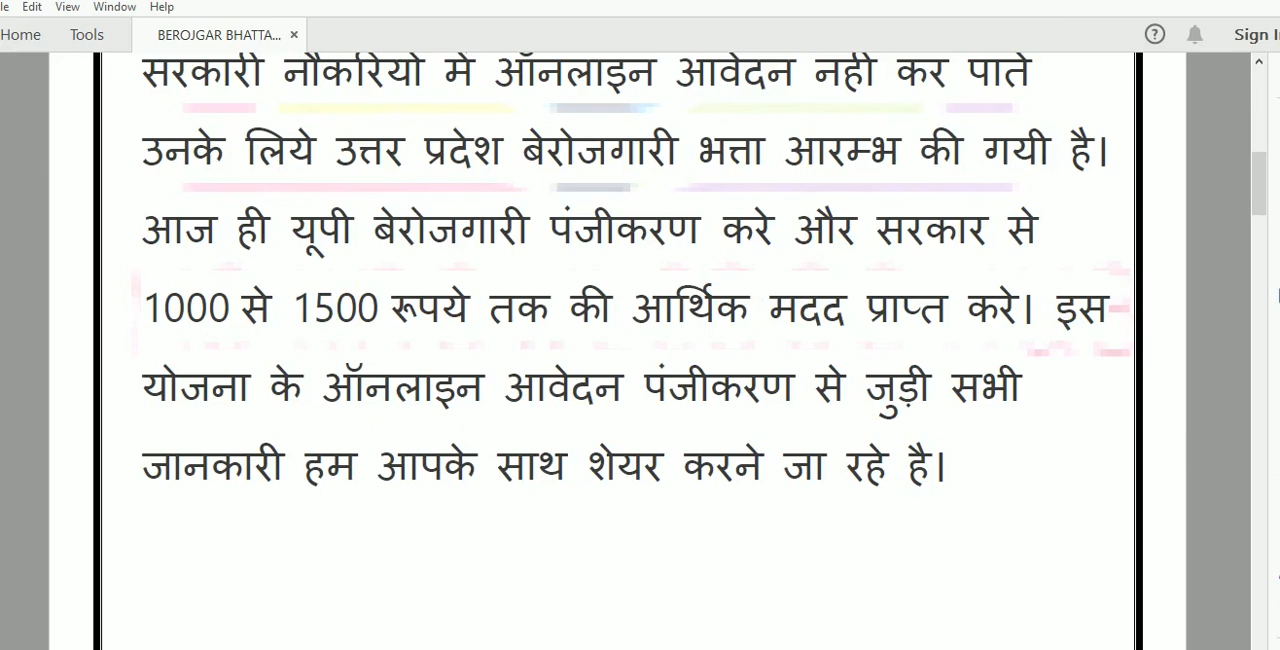 le Edit View Window Help
Home Tools BEROJGAR BHATTA... × Sign I
सरकारी नौकरियो मे ऑनलाइन आवेदन नही कर पाते
उनके लिये उत्तर प्रदेश बेरोजगारी भत्ता आरम्भ की गयी है।
आज ही यूपी बेरोजगारी पंजीकरण करे और सरकार से
1000 से 1500 रूपये तक की आर्थिक मदद प्राप्त करे। इस
योजना के ऑनलाइन आवेदन पंजीकरण से जुड़ी सभी
जानकारी हम आपके साथ शेयर करने जा रहे है।